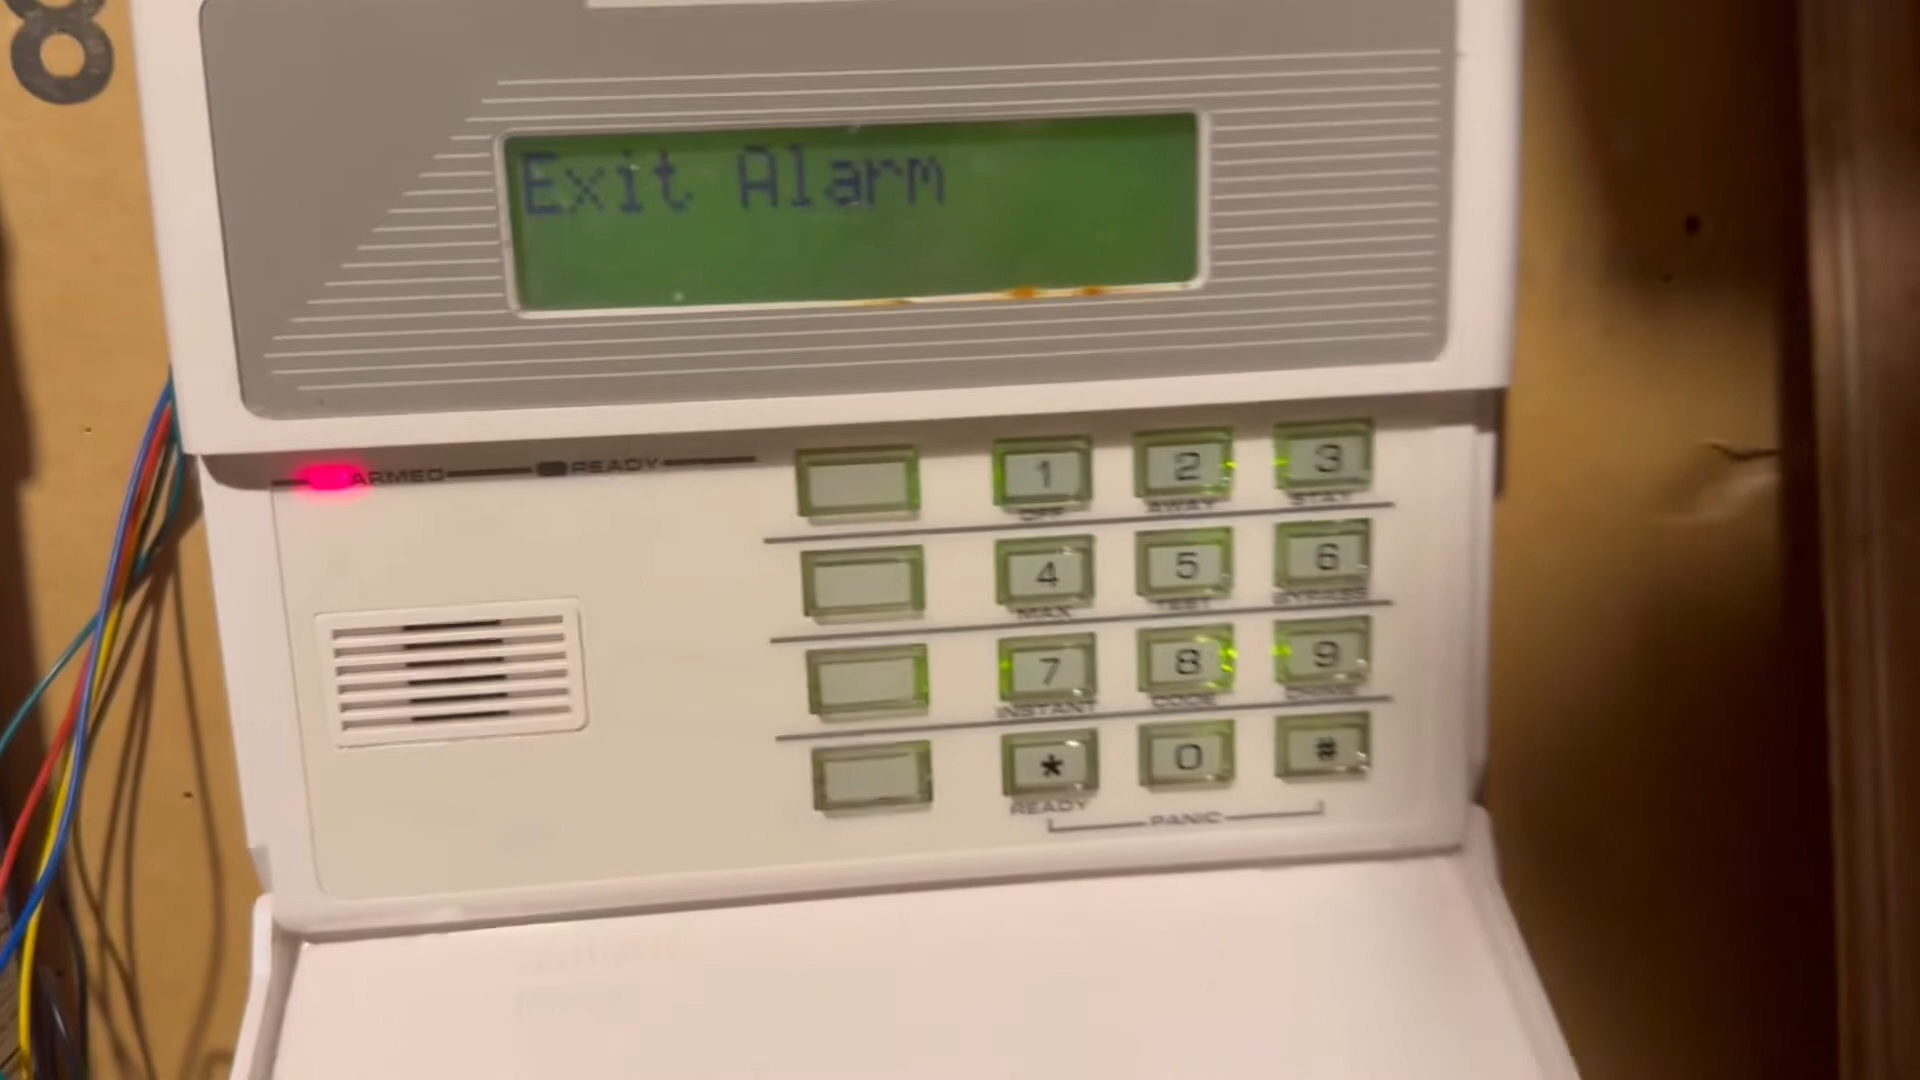 8
Exit Alarm
ARMED READY
1 2 3
OFF AWAY STAY
4 5 6
MAX TEST BYPASS
7 8 9
INSTANT CODE CHIME
* 0 #
READY
PANIC